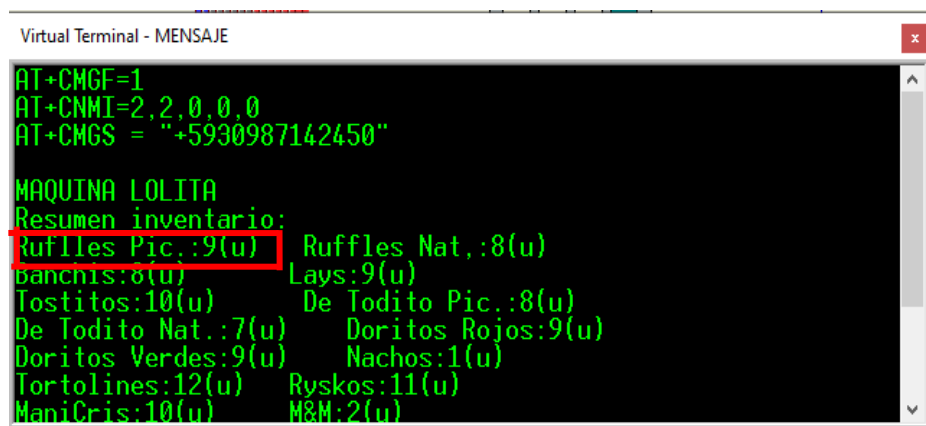 Virtual Terminal - MENSAJE
x
AT+CMGF=1
AT+CNMI=2,2,0,0,0
AT+CMGS = "+5930987142450"
MAQUINA LOLITA
Resumen inventario:
Ruflles Pic.:9(u) Ruffles Nat,:8(u)
Banchis:8(u) Lays:9(u)
Tostitos:10(u) De Todito Pic.:8(u)
De Todito Nat.:7(u) Doritos Rojos:9(u)
Doritos Verdes:9(u) Nachos:1(u)
Tortolines:12(u) Ryskos:11(u)
ManiCris:10(u) M&M:2(u)